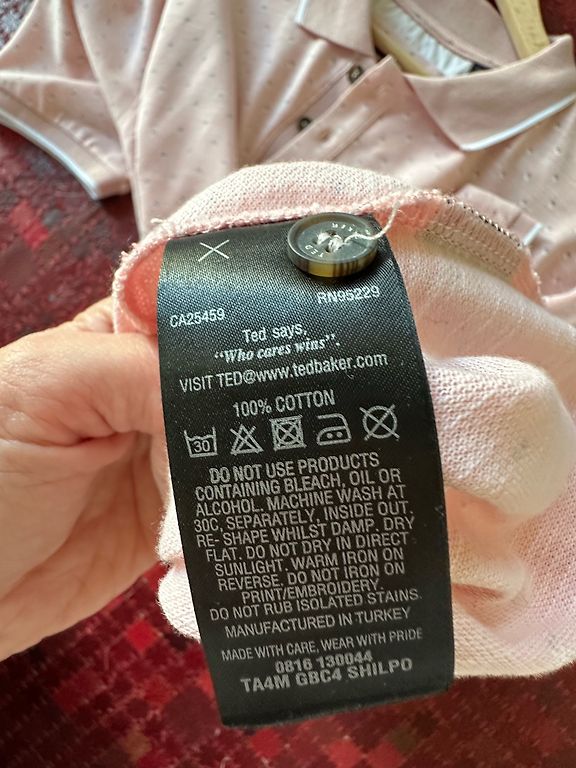 TED BAKER
CA25459
RN95229
Ted says,
"Who cares wins".
VISIT TED@www.tedbaker.com
100% COTTON
30
DO NOT USE PRODUCTS
CONTAINING BLEACH, OIL OR
ALCOHOL. MACHINE WASH AT
30C, SEPARATELY, INSIDE OUT.
RE- SHAPE WHILST DAMP. DRY
FLAT. DO NOT DRY IN DIRECT
SUNLIGHT. WARM IRON ON
REVERSE. DO NOT IRON ON
PRINT/EMBROIDERY.
DO NOT RUB ISOLATED STAINS.
MANUFACTURED IN TURKEY
MADE WITH CARE, WEAR WITH PRIDE
0816 130044
TA4M GBC4 SHILPO